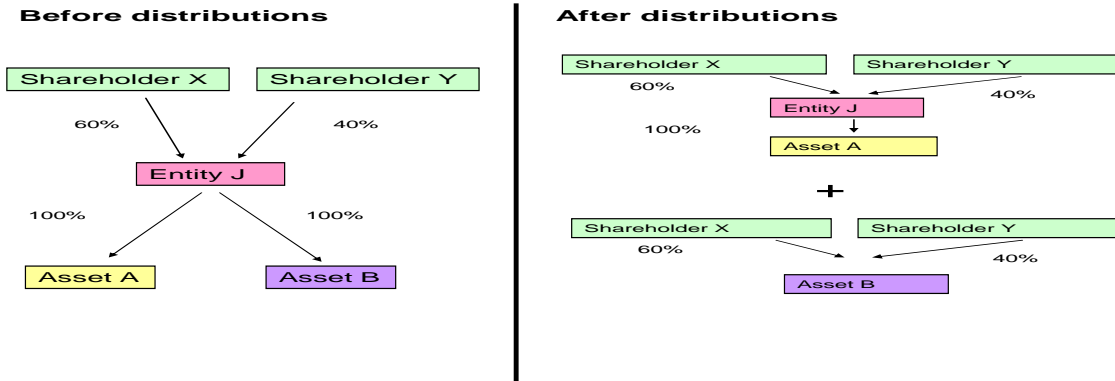 Before distributions
Shareholder X
Shareholder Y
60%
40%
Entity J
100%
100%
Asset A
Asset B
After distributions
Shareholder X
Shareholder Y
60%
40%
Entity J
100%
Asset A
+
Shareholder X
Shareholder Y
60%
40%
Asset B